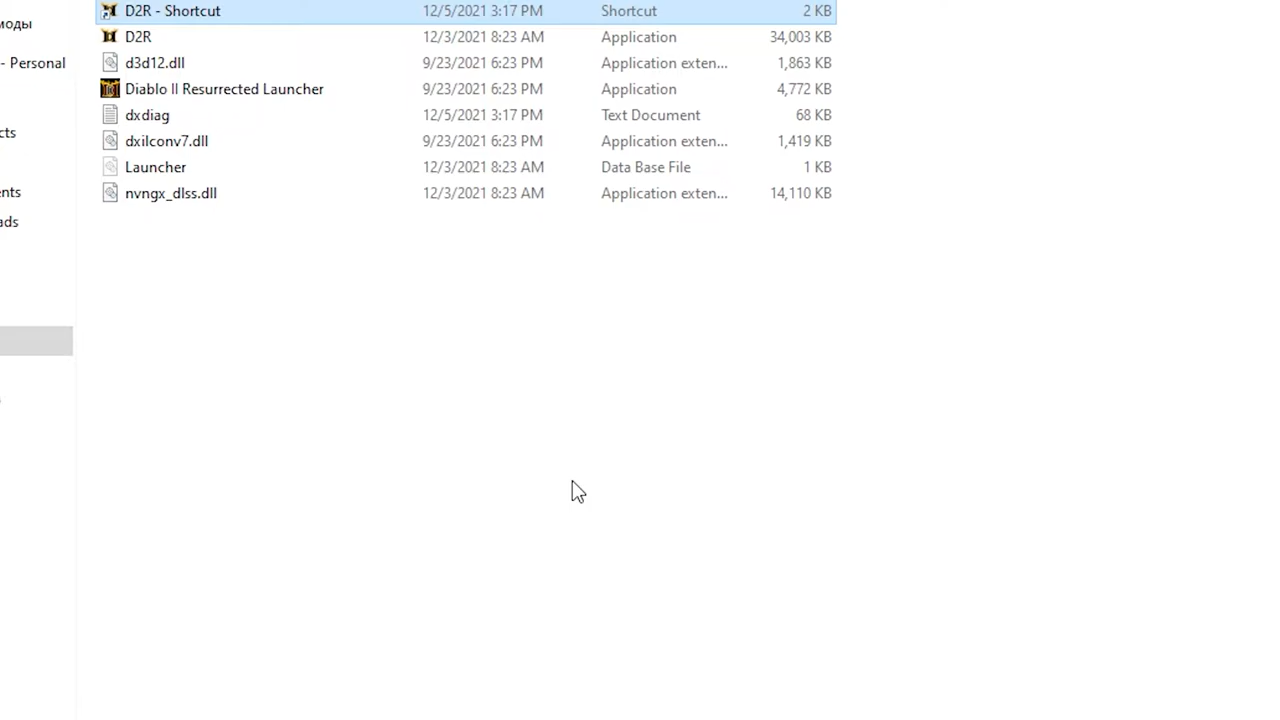 D2R - Shortcut 12/5/2021 3:17 PM Shortcut 2 KB
моды
D2R 12/3/2021 8:23 AM Application 34,003 KB
- Personal
d3d12.dll 9/23/2021 6:23 PM Application exten... 1,863 KB
Diablo II Resurrected Launcher 9/23/2021 6:23 PM Application 4,772 KB
dxdiag 12/5/2021 3:17 PM Text Document 68 KB
cts
dxilconv7.dll 9/23/2021 6:23 PM Application exten... 1,419 KB
Launcher 12/3/2021 8:23 AM Data Base File 1 KB
ents
nvngx_dlss.dll 12/3/2021 8:23 AM Application exten... 14,110 KB
ads